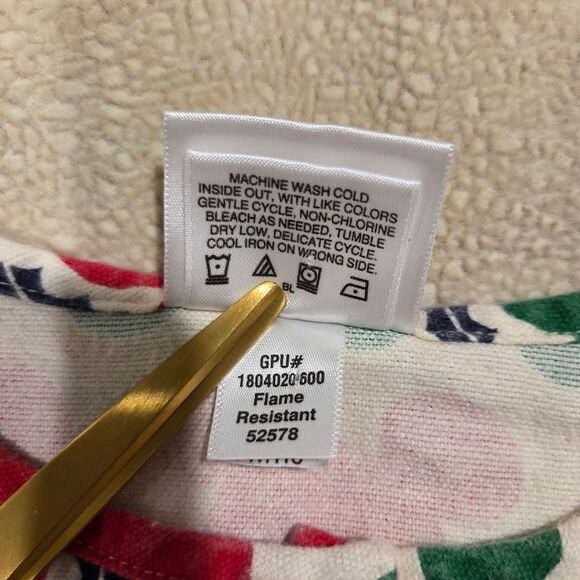 MACHINE WASH COLD
INSIDE OUT, WITH LIKE COLORS
GENTLE CYCLE, NON-CHLORINE
BLEACH AS NEEDED, TUMBLE
DRY LOW, DELICATE CYCLE.
COOL IRON ON WRONG SIDE.
BL
GPU#
1804020-600
Flame
Resistant
52578